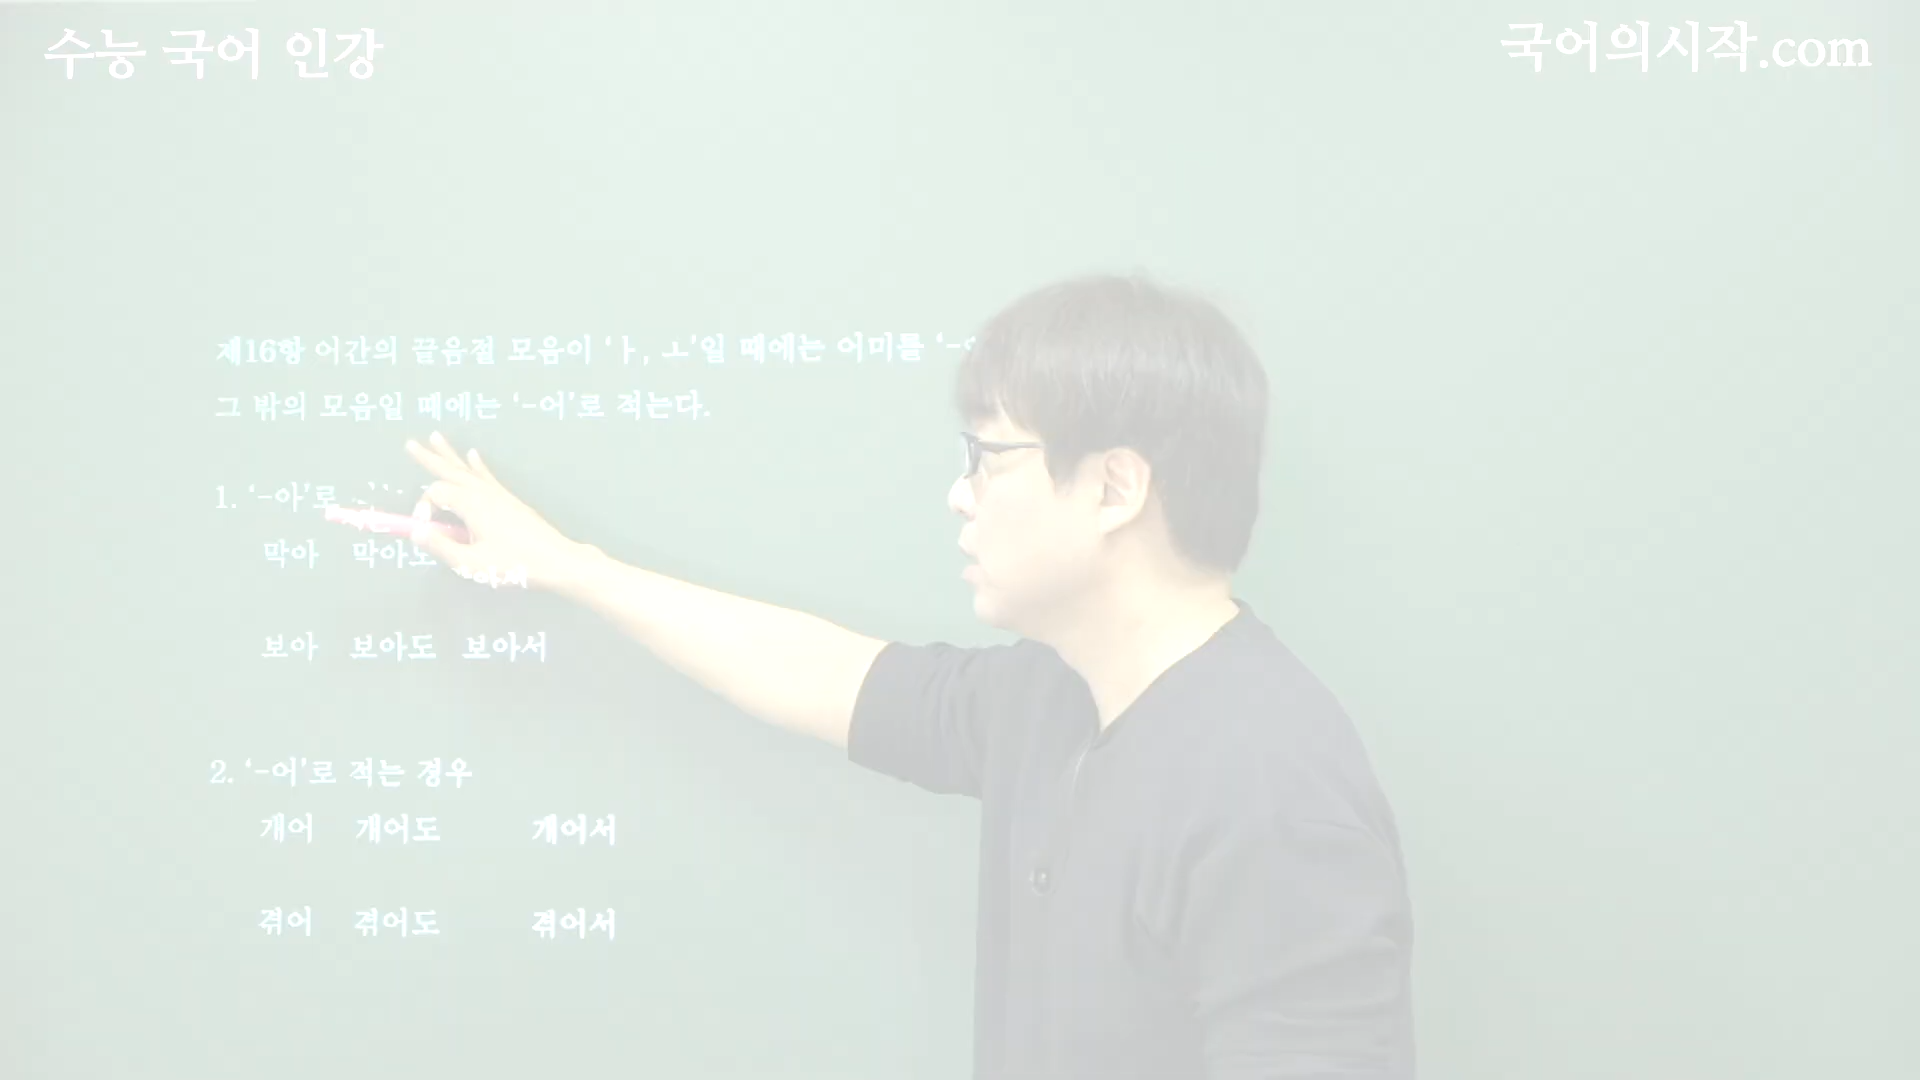 수능 국어 인강
국어의시작.com
제16항 어간의 끝음절 모음이 ‘ㅏ, ㅗ’일 때에는 어미를 ‘-
그 밖의 모음일 때에는 ‘-어’로 적는다.
1. ‘-아’로
막아 막아도
보아 보아도 보아서
2. ‘-어’로 적는 경우
개어 개어도 개어서
겪어 겪어도 겪어서